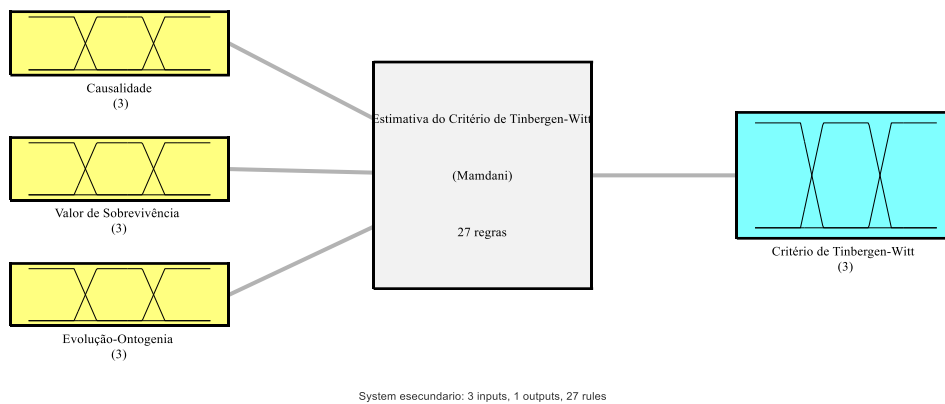 Causalidade
(3)
Valor de Sobrevivência
(3)
Evolução-Ontogenia
(3)
Estimativa do Critério de Tinbergen-Witt
(Mamdani)
27 regras
Critério de Tinbergen-Witt
(3)
System esecundario: 3 inputs, 1 outputs, 27 rules